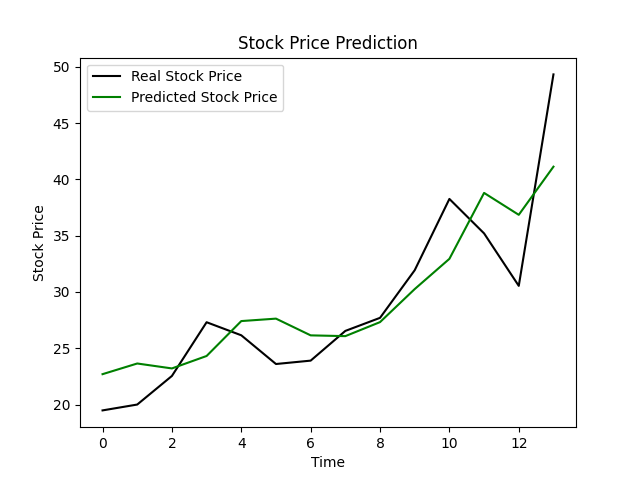 Stock Price Prediction
Real Stock Price
Predicted Stock Price
50
45
40
35
30
25
20
Stock Price
0 2 4 6 8 10 12
Time